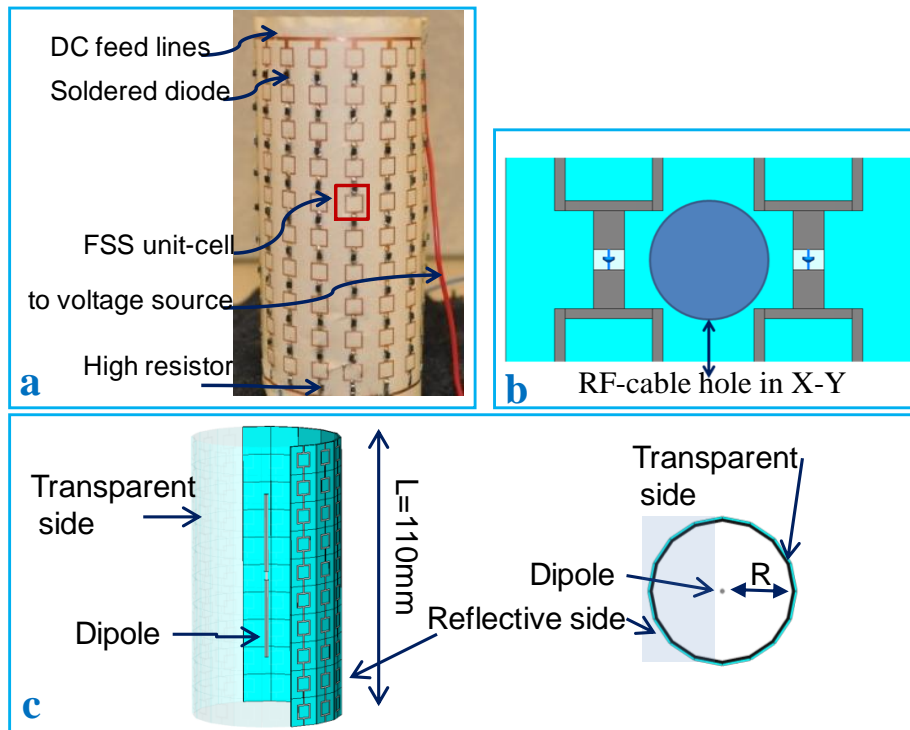 DC feed lines
Soldered diode
FSS unit-cell
to voltage source
High resistor
a
RF-cable hole in X-Y
b
Transparent
side
Dipole
L=110mm
Reflective side
Transparent
side
Dipole
R
c